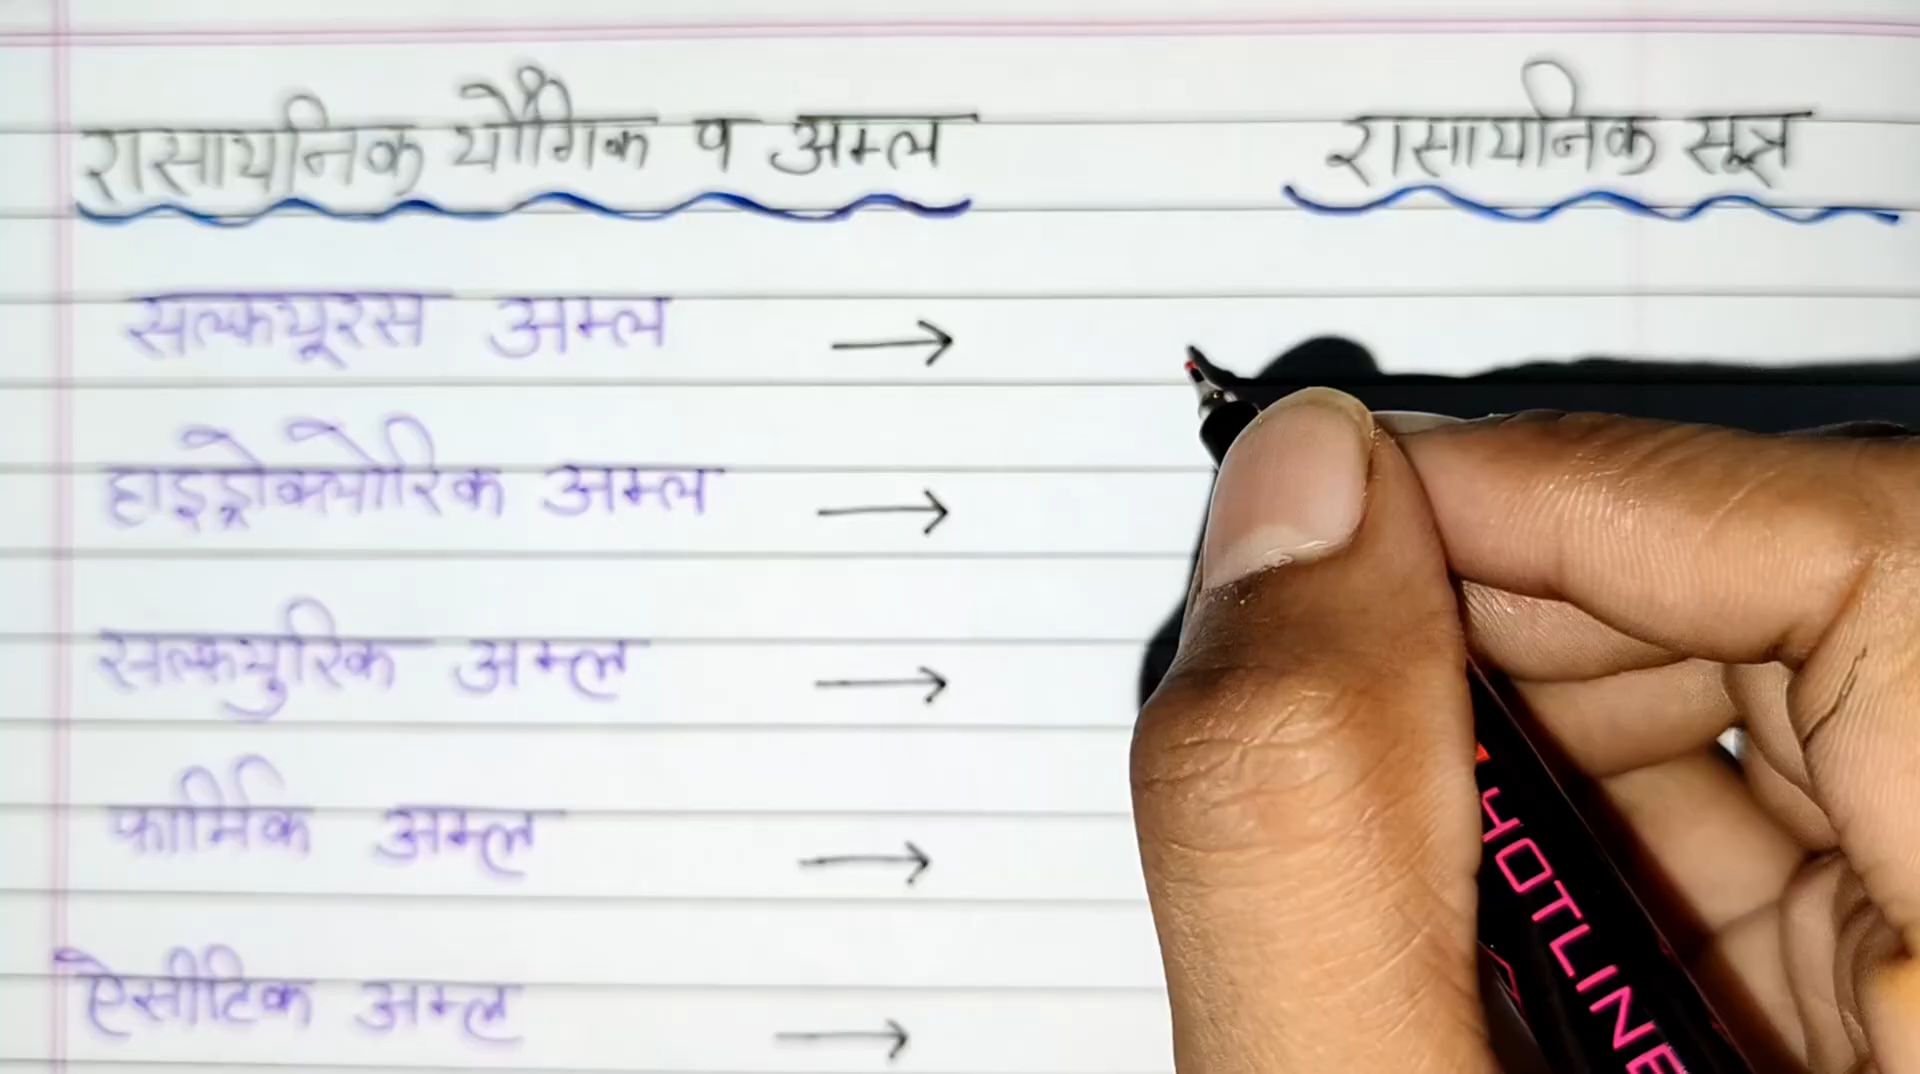 रासायनिक यौगिक व अम्ल
रासायनिक सूत्र
सल्फ्यूरस अम्ल →
हाइड्रोक्लोरिक अम्ल →
सल्फ्युरिक अम्ल →
फार्मिक अम्ल →
ऐसीटिक अम्ल →
HOTLINE